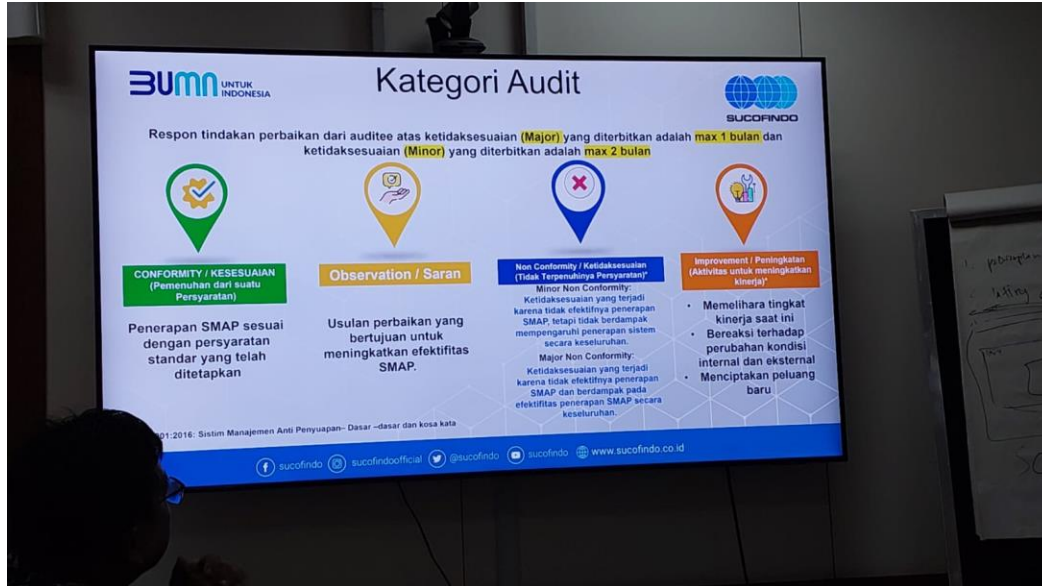 BUMN UNTUK
INDONESIA
Kategori Audit
SUCOFINDO
Respon tindakan perbaikan dari auditee atas ketidaksesuaian (Major) yang diterbitkan adalah max 1 bulan dan
ketidaksesuaian (Minor) yang diterbitkan adalah max 2 bulan
CONFORMITY / KESESUAIAN
(Pemenuhan dari suatu
Persyaratan)
Penerapan SMAP sesuai
dengan persyaratan
standar yang telah
ditetapkan
Observation / Saran
Usulan perbaikan yang
bertujuan untuk
meningkatkan efektifitas
SMAP.
Non Conformity / Ketidaksesuaian
(Tidak Terpenuhinya Persyaratan)*
Minor Non Conformity:
Ketidaksesuaian yang terjadi
karena tidak efektifnya penerapan
SMAP, tetapi tidak berdampak
mempengaruhi penerapan sistem
secara keseluruhan.
Major Non Conformity:
Ketidaksesuaian yang terjadi
karena tidak efektifnya penerapan
SMAP dan berdampak pada
efektifitas penerapan SMAP secara
keseluruhan.
Improvement / Peningkatan
(Aktivitas untuk meningkatkan
kinerja)*
• Memelihara tingkat
kinerja saat ini
• Bereaksi terhadap
perubahan kondisi
internal dan eksternal
• Menciptakan peluang
baru
001:2016: Sistim Manajemen Anti Penyuapan– Dasar –dasar dan kosa kata
sucofindo sucofindoofficial @sucofindo sucofindo www.sucofindo.co.id